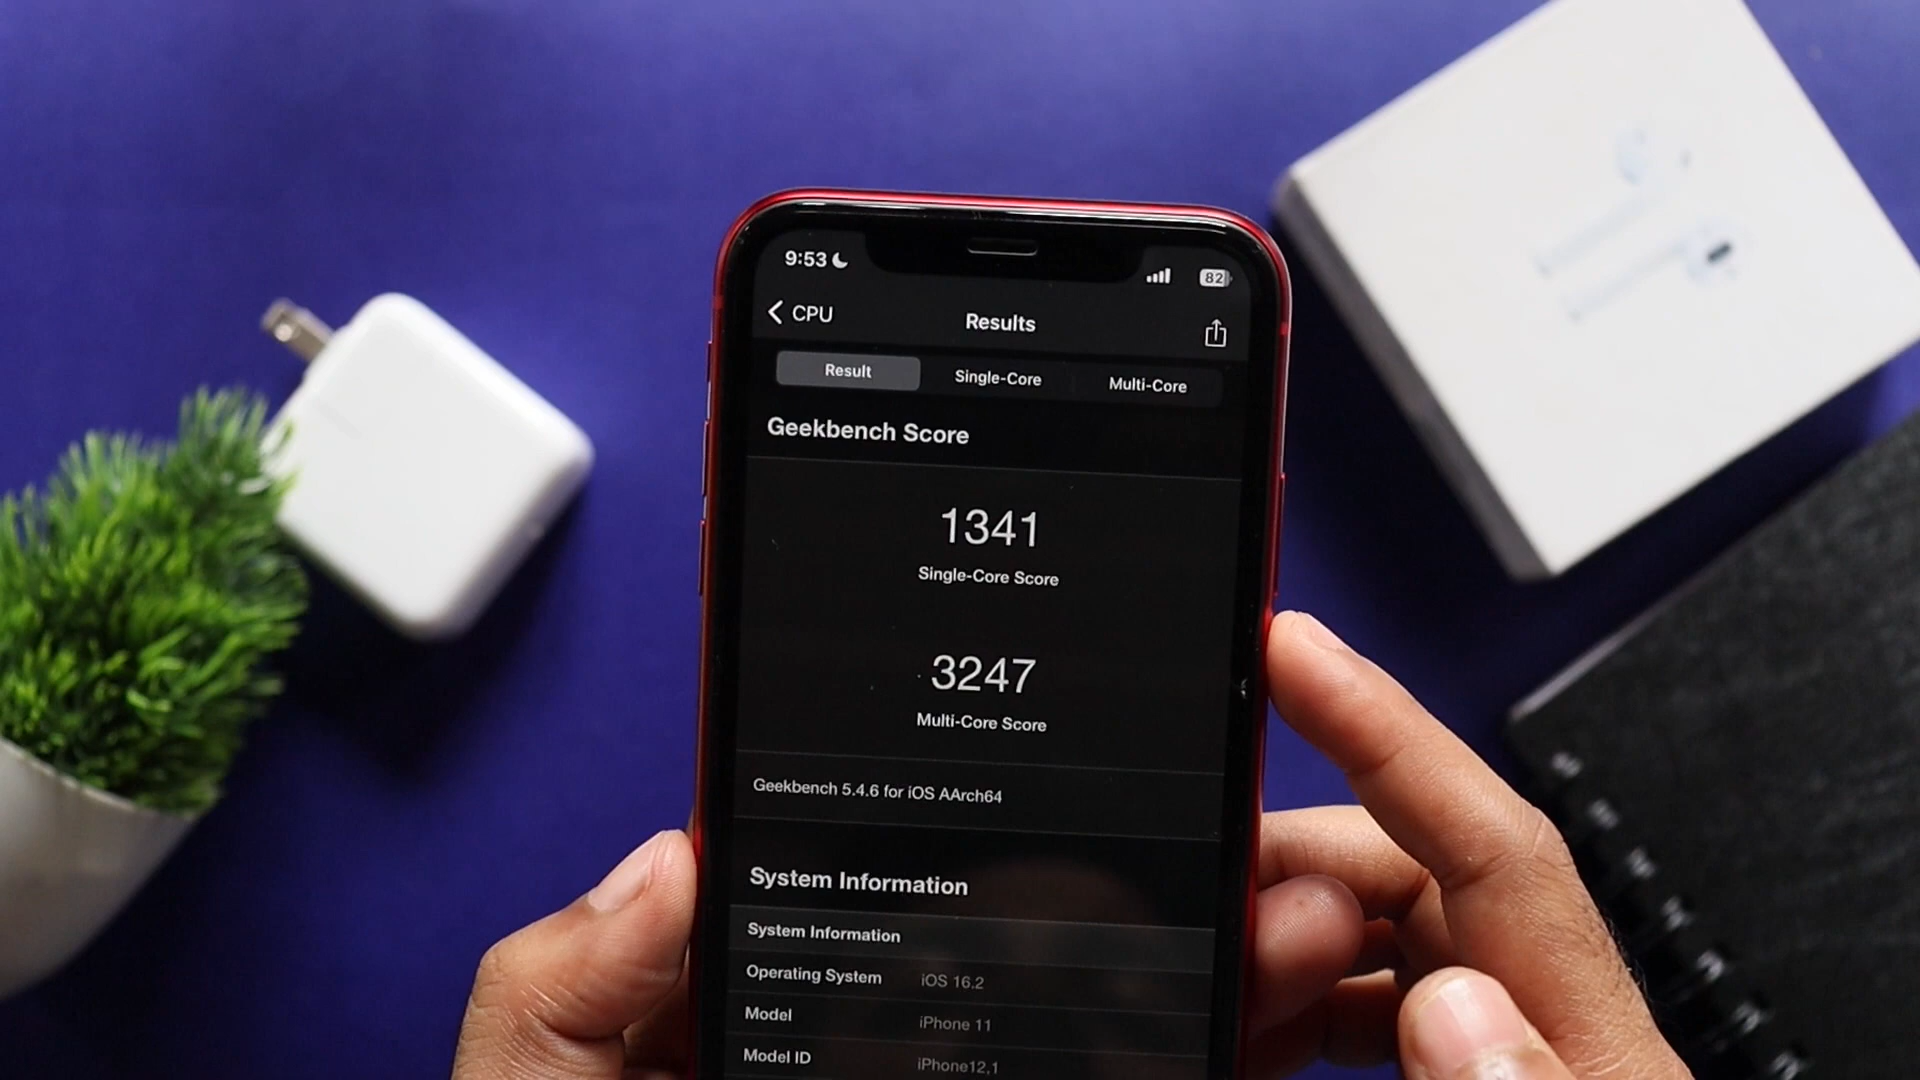 9:53
82
CPU
Results
Result
Single-Core
Multi-Core
Geekbench Score
1341
Single-Core Score
3247
Multi-Core Score
Geekbench 5.4.6 for iOS AArch64
System Information
System Information
Operating System iOS 16.2
Model iPhone 11
Model ID iPhone12,1